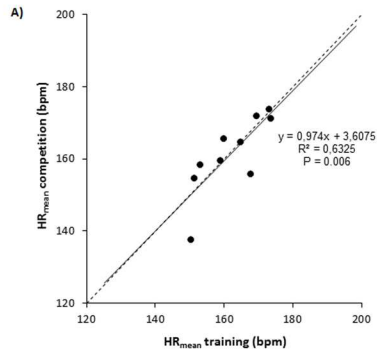 A)
200
180
160
140
120
120
140
160
180
200
HRmean competition (bpm)
HRmean training (bpm)
y = 0,974x + 3,6075
R² = 0,6325
P = 0.006